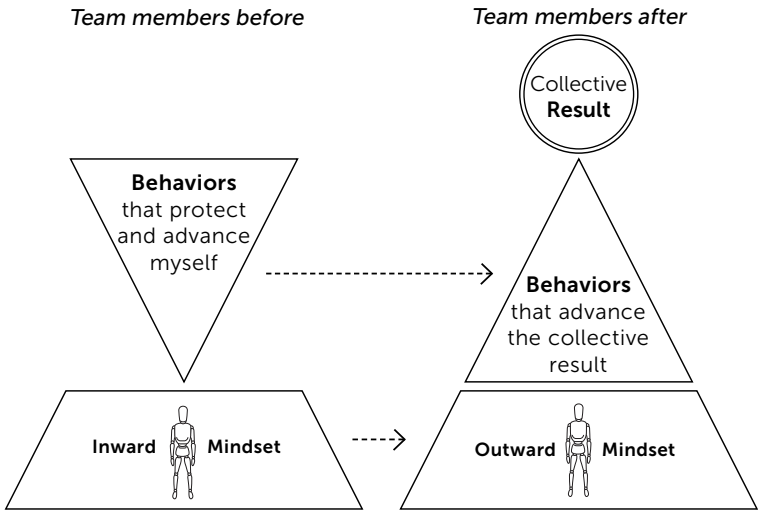 Team members before
Team members after
Collective
Result
Behaviors
that protect
and advance
myself
Behaviors
that advance
the collective
result
Inward Mindset
Outward Mindset